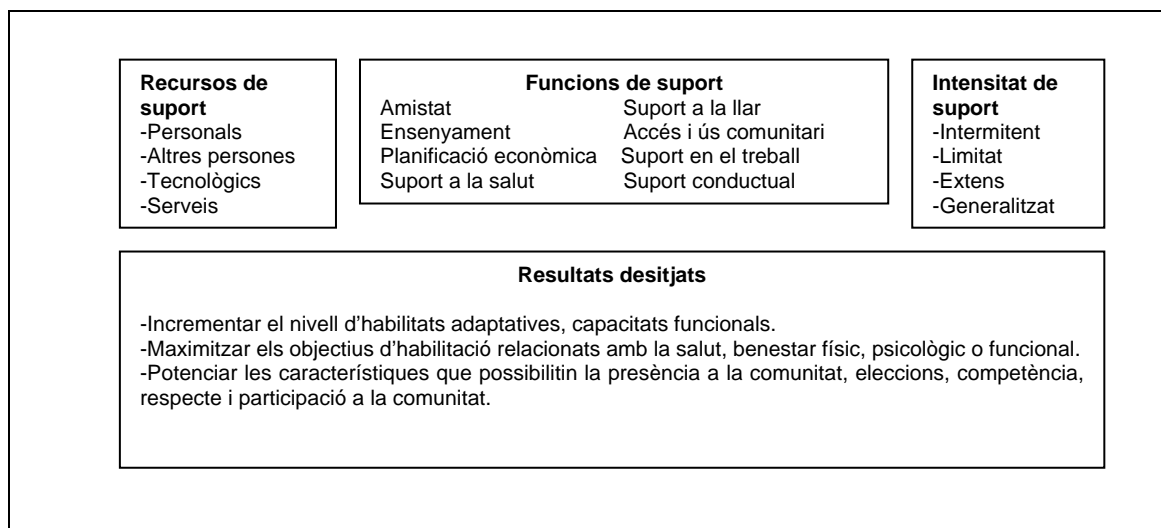 Recursos de
suport
-Personals
-Altres persones
-Tecnològics
-Serveis
Funcions de suport
Amistat Suport a la llar
Ensenyament Accés i ús comunitari
Planificació econòmica Suport en el treball
Suport a la salut Suport conductual
Intensitat de
suport
-Intermitent
-Limitat
-Extens
-Generalitzat
Resultats desitjats
-Incrementar el nivell d’habilitats adaptatives, capacitats funcionals.
-Maximitzar els objectius d’habilitació relacionats amb la salut, benestar físic, psicològic o funcional.
-Potenciar les característiques que possibilitin la presència a la comunitat, eleccions, competència,
respecte i participació a la comunitat.